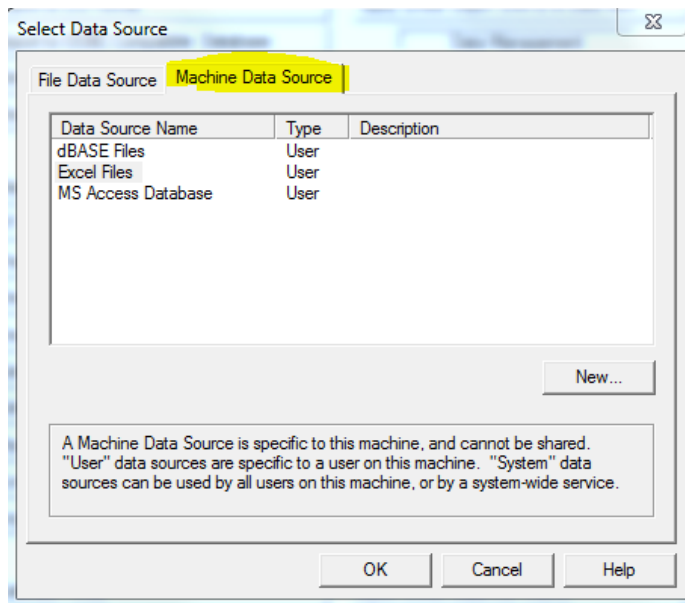 Select Data Source
File Data Source Machine Data Source
Data Source Name Type Description
dBASE Files User
Excel Files User
MS Access Database User
New...
A Machine Data Source is specific to this machine, and cannot be shared.
"User" data sources are specific to a user on this machine. "System" data
sources can be used by all users on this machine, or by a system-wide service.
OK Cancel Help